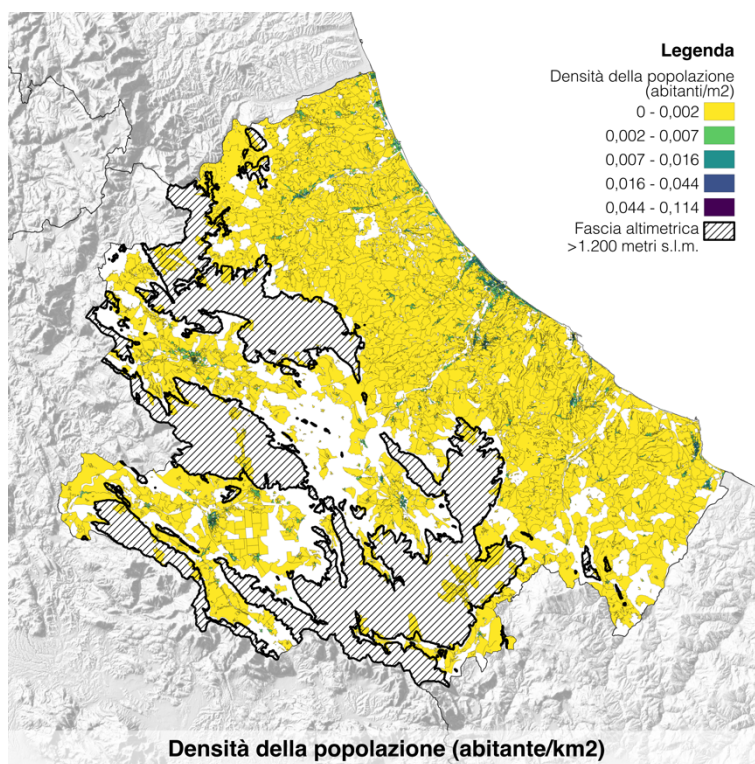 Legenda
Densità della popolazione
(abitanti/m2)
0 - 0,002
0,002 - 0,007
0,007 - 0,016
0,016 - 0,044
0,044 - 0,114
Fascia altimetrica
>1.200 metri s.l.m.
Densità della popolazione (abitante/km2)